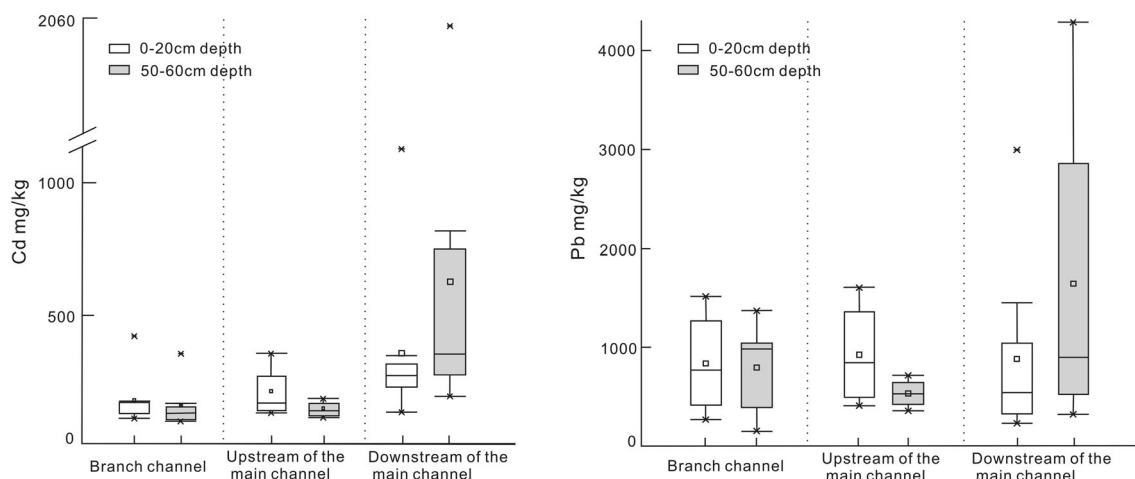 2060
0-20cm depth
50-60cm depth
1000
500
0
Cd mg/kg
Branch channel
Upstream of the
main channel
Downstream of the
main channel
0-20cm depth
50-60cm depth
4000
3000
2000
1000
0
Pb mg/kg
Branch channel
Upstream of the
main channel
Downstream of the
main channel